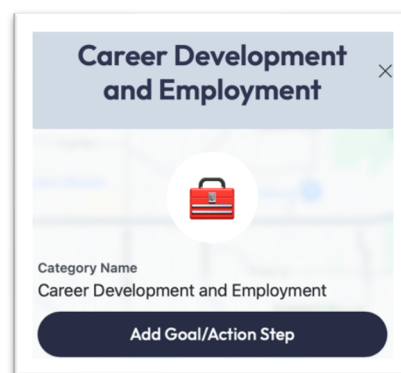 Career Development
and Employment
Category Name
Career Development and Employment
Add Goal/Action Step